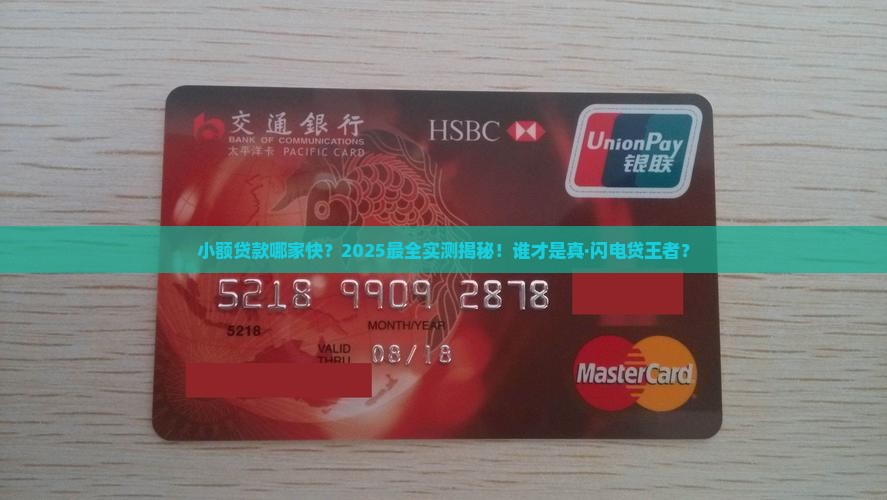 交通銀行
BANK OF COMMUNICATIONS
太平洋卡 PACIFIC CARD
HSBC
UnionPay
银联
小额贷款哪家快？2025最全实测揭秘！谁才是真·闪电贷王者？
5218 9909 2878
5218
MONTH/YEAR
VALID
THRU
08/18
MasterCard